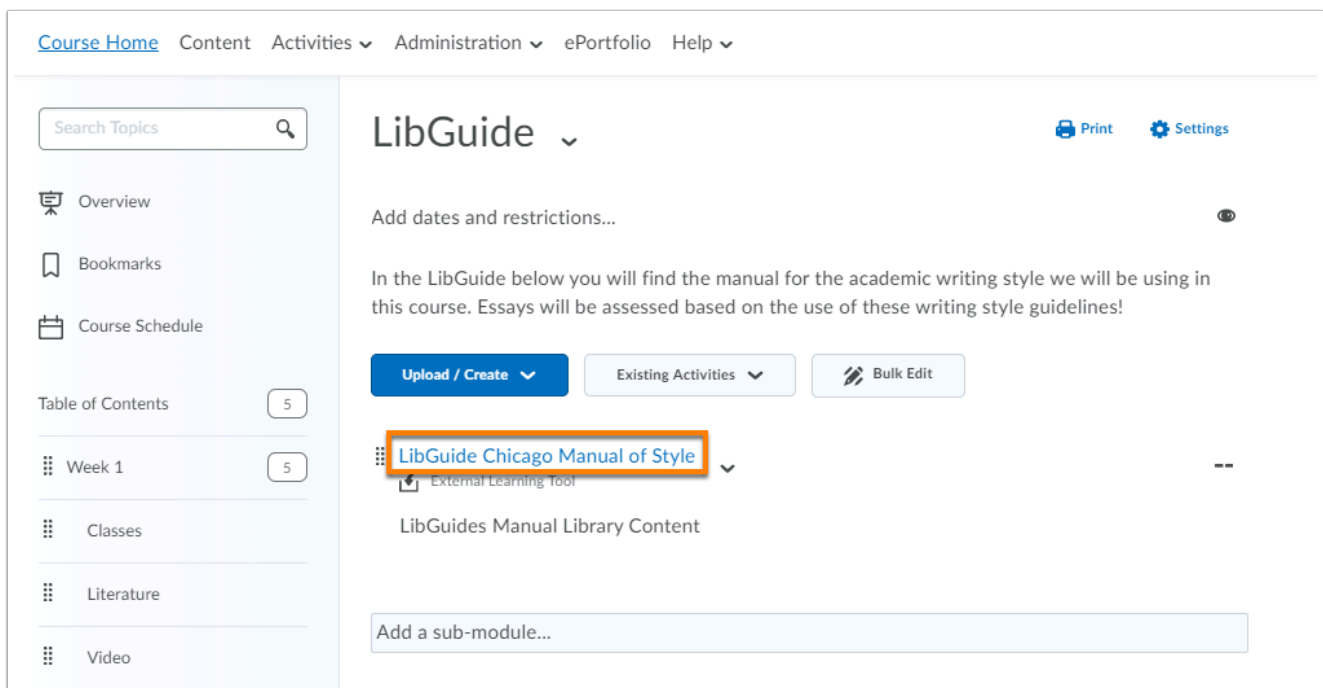 Course Home Content Activities Administration ePortfolio Help
Search Topics
Overview
Bookmarks
Course Schedule
Table of Contents 5
Week 1 5
Classes
Literature
Video
LibGuide
Print Settings
Add dates and restrictions...
In the LibGuide below you will find the manual for the academic writing style we will be using in
this course. Essays will be assessed based on the use of these writing style guidelines!
Upload / Create Existing Activities Bulk Edit
LibGuide Chicago Manual of Style
--
External Learning Tool
LibGuides Manual Library Content
Add a sub-module...